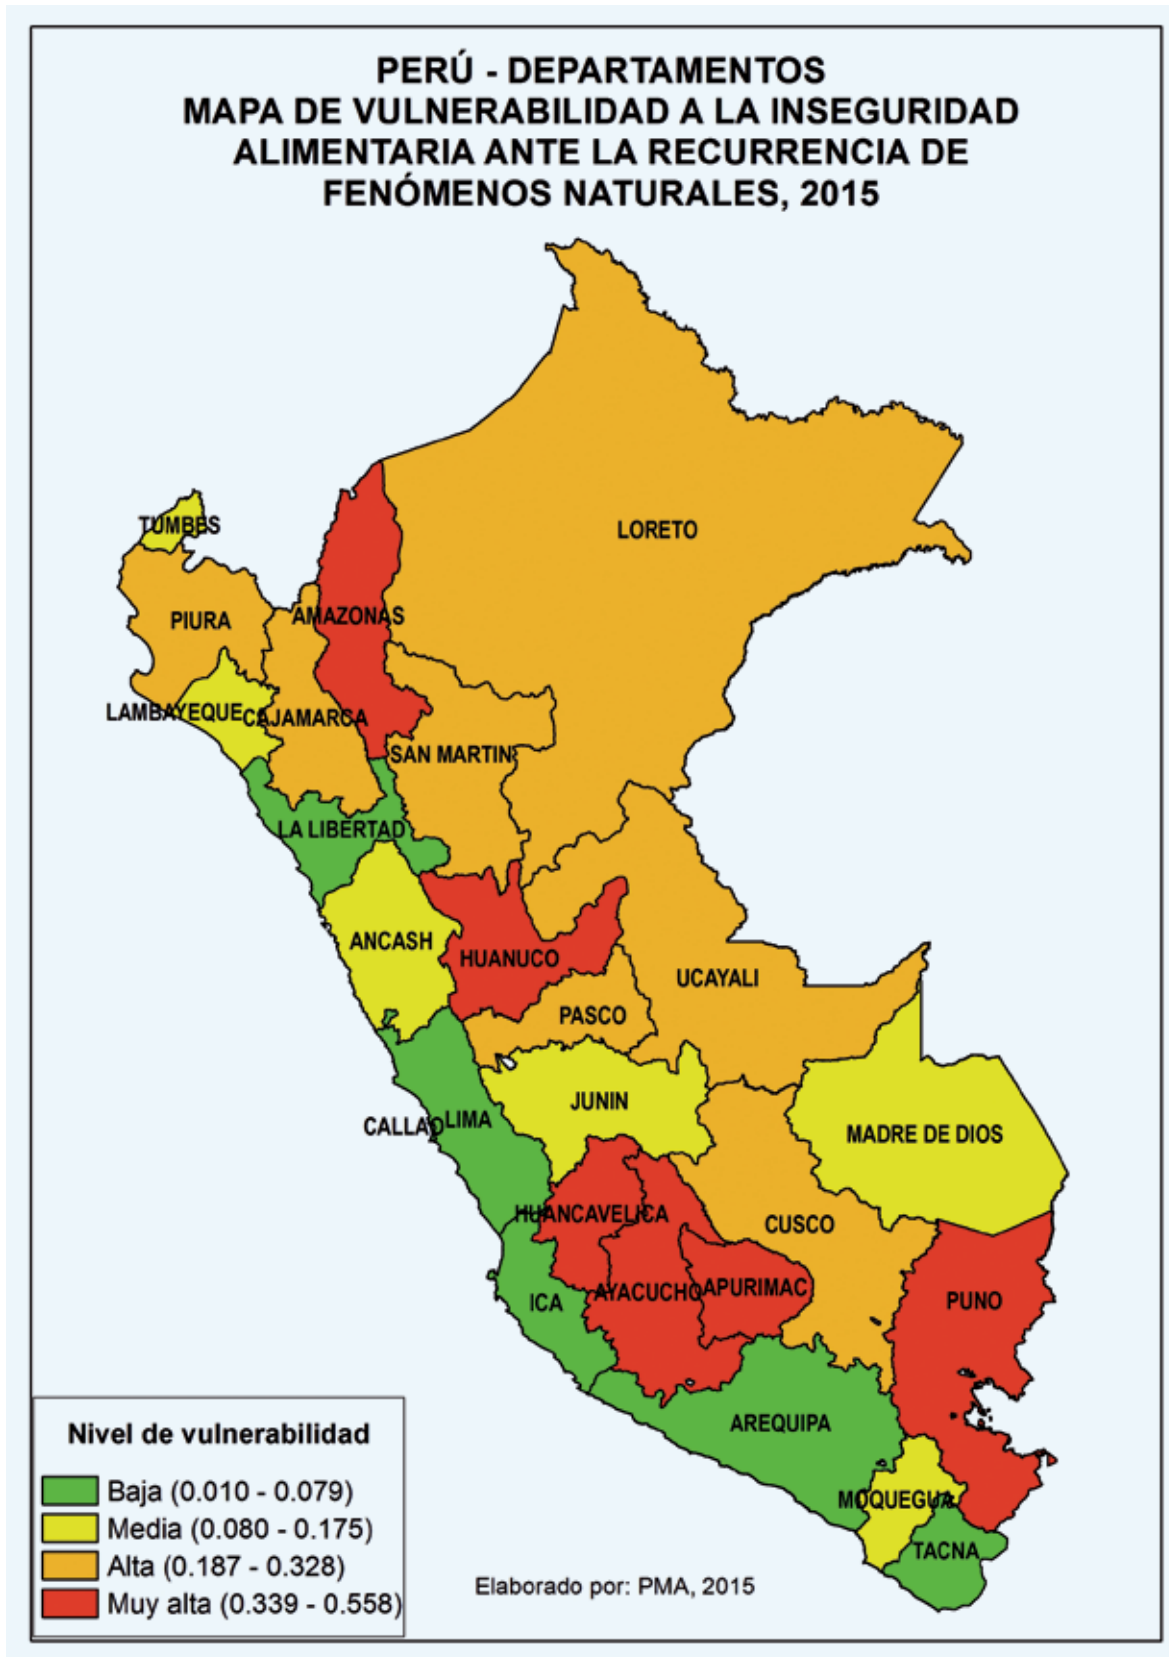 PERÚ - DEPARTAMENTOS
MAPA DE VULNERABILIDAD A LA INSEGURIDAD
ALIMENTARIA ANTE LA RECURRENCIA DE
FENÓMENOS NATURALES, 2015
TUMBES
LORETO
PIURA
AMAZONAS
LAMBAYEQUE
CAJAMARCA
SAN MARTIN
LA LIBERTAD
ANCASH
HUANUCO
UCAYALI
PASCO
JUNIN
CALLAO
LIMA
MADRE DE DIOS
HUANCAVELICA
CUSCO
ICA
AYACUCHO
APURIMAC
PUNO
AREQUIPA
MOQUEGUA
TACNA
Nivel de vulnerabilidad
Baja (0.010 - 0.079)
Media (0.080 - 0.175)
Alta (0.187 - 0.328)
Muy alta (0.339 - 0.558)
Elaborado por: PMA, 2015